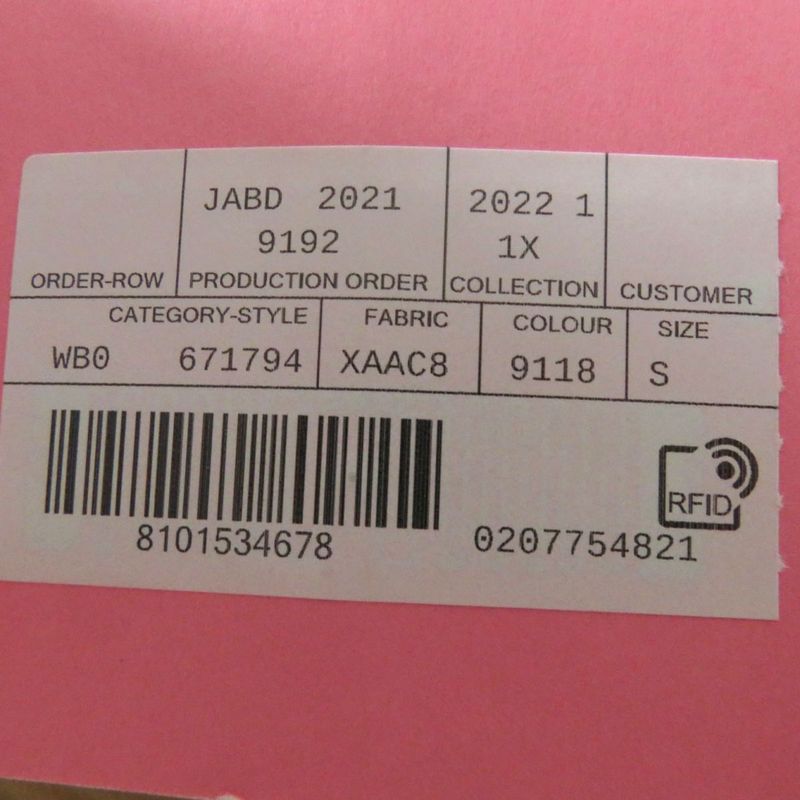 JABD 2021 2022 1
9192 1X
ORDER-ROW PRODUCTION ORDER COLLECTION CUSTOMER
CATEGORY-STYLE FABRIC COLOUR SIZE
WB0 671794 XAAC8 9118 S
RFID
8101534678 0207754821